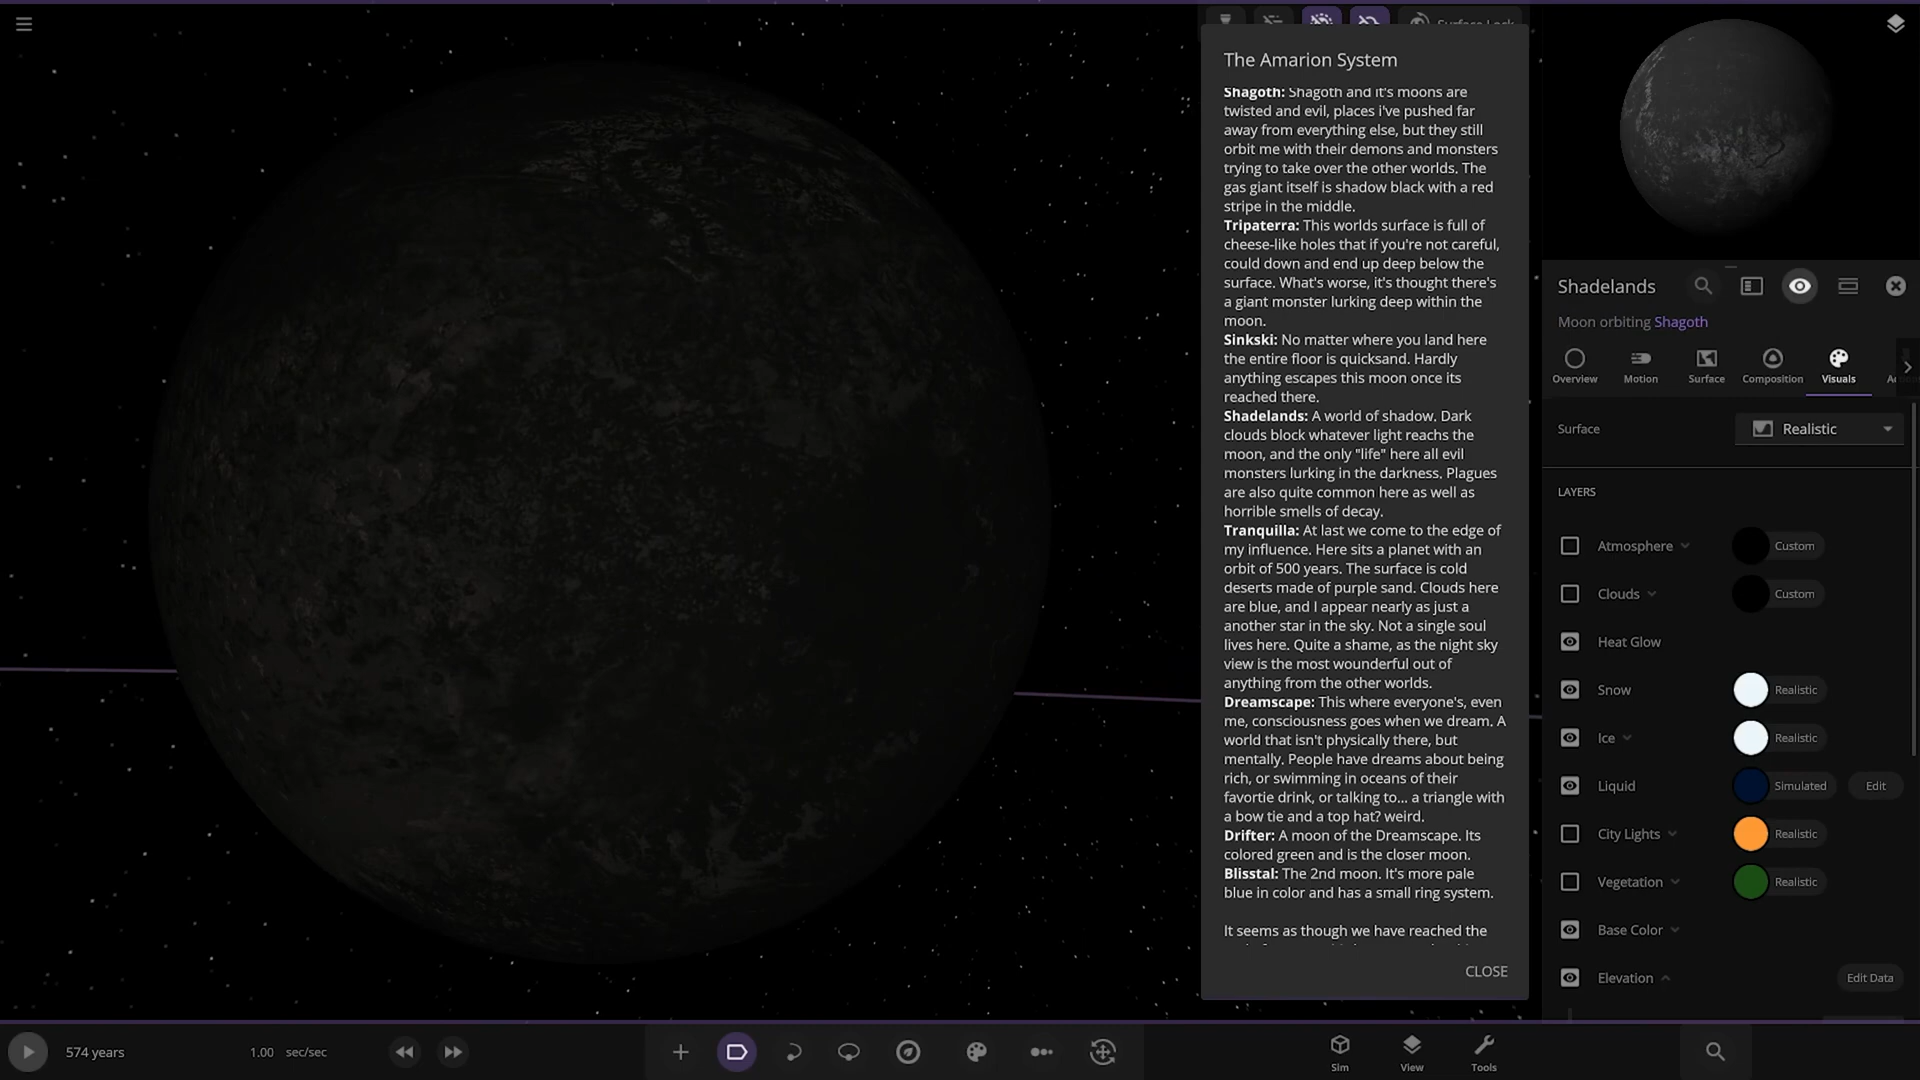 Surface Lock
The Amarion System
Shagoth: Shagoth and it's moons are
twisted and evil, places i've pushed far
away from everything else, but they still
orbit me with their demons and monsters
trying to take over the other worlds. The
gas giant itself is shadow black with a red
stripe in the middle.
Tripaterra: This worlds surface is full of
cheese-like holes that if you're not careful,
could down and end up deep below the
surface. What's worse, it's thought there's
a giant monster lurking deep within the
moon.
Sinkski: No matter where you land here
the entire floor is quicksand. Hardly
anything escapes this moon once its
reached there.
Shadelands: A world of shadow. Dark
clouds block whatever light reachs the
moon, and the only "life" here all evil
monsters lurking in the darkness. Plagues
are also quite common here as well as
horrible smells of decay.
Tranquilla: At last we come to the edge of
my influence. Here sits a planet with an
orbit of 500 years. The surface is cold
deserts made of purple sand. Clouds here
are blue, and I appear nearly as just a
another star in the sky. Not a single soul
lives here. Quite a shame, as the night sky
view is the most wounderful out of
anything from the other worlds.
Dreamscape: This where everyone's, even
me, consciousness goes when we dream. A
world that isn't physically there, but
mentally. People have dreams about being
rich, or swimming in oceans of their
favortie drink, or talking to... a triangle with
a bow tie and a top hat? weird.
Drifter: A moon of the Dreamscape. Its
colored green and is the closer moon.
Blisstal: The 2nd moon. It's more pale
blue in color and has a small ring system.
It seems as though we have reached the
CLOSE
Shadelands
Moon orbiting Shagoth
Overview
Motion
Surface
Composition
Visuals
Surface
Realistic
LAYERS
Atmosphere
Custom
Clouds
Custom
Heat Glow
Snow
Realistic
Ice
Realistic
Liquid
Simulated
Edit
City Lights
Realistic
Vegetation
Realistic
Base Color
Elevation
Edit Data
574 years
1.00 sec/sec
Sim
View
Tools